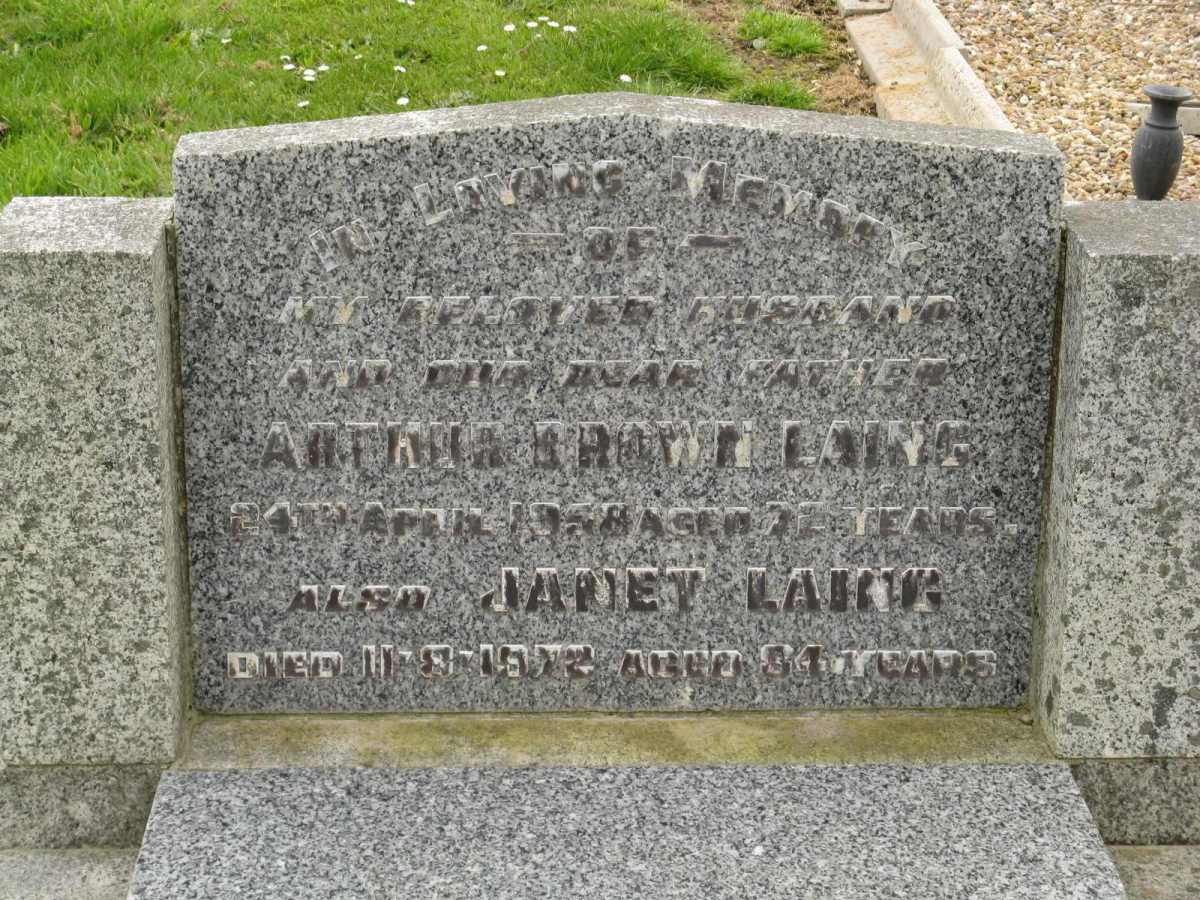 IN LOVING MEMORY
— OF —
MY BELOVED HUSBAND
AND OUR DEAR FATHER
ARTHUR BROWN LAING
24TH APRIL 1958 AGED 72 YEARS.
ALSO JANET LAING
DIED 11·8·1972 AGED 84 YEARS